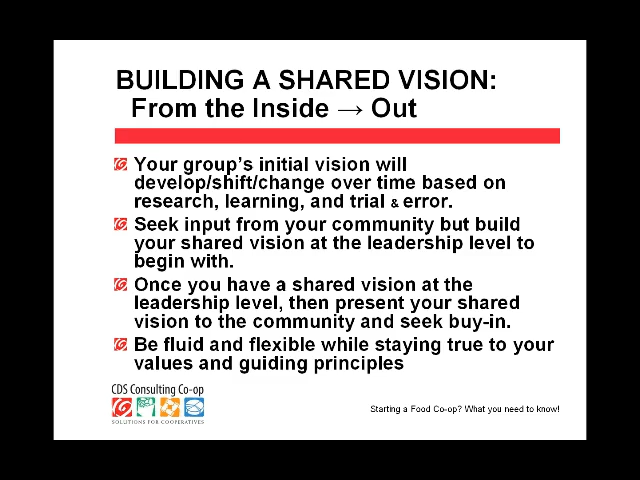 BUILDING A SHARED VISION:
From the Inside → Out
Your group's initial vision will
develop/shift/change over time based on
research, learning, and trial & error.
Seek input from your community but build
your shared vision at the leadership level to
begin with.
Once you have a shared vision at the
leadership level, then present your shared
vision to the community and seek buy-in.
Be fluid and flexible while staying true to your
values and guiding principles
CDS Consulting Co-op
SOLUTIONS FOR COOPERATIVES
Starting a Food Co-op? What you need to know!